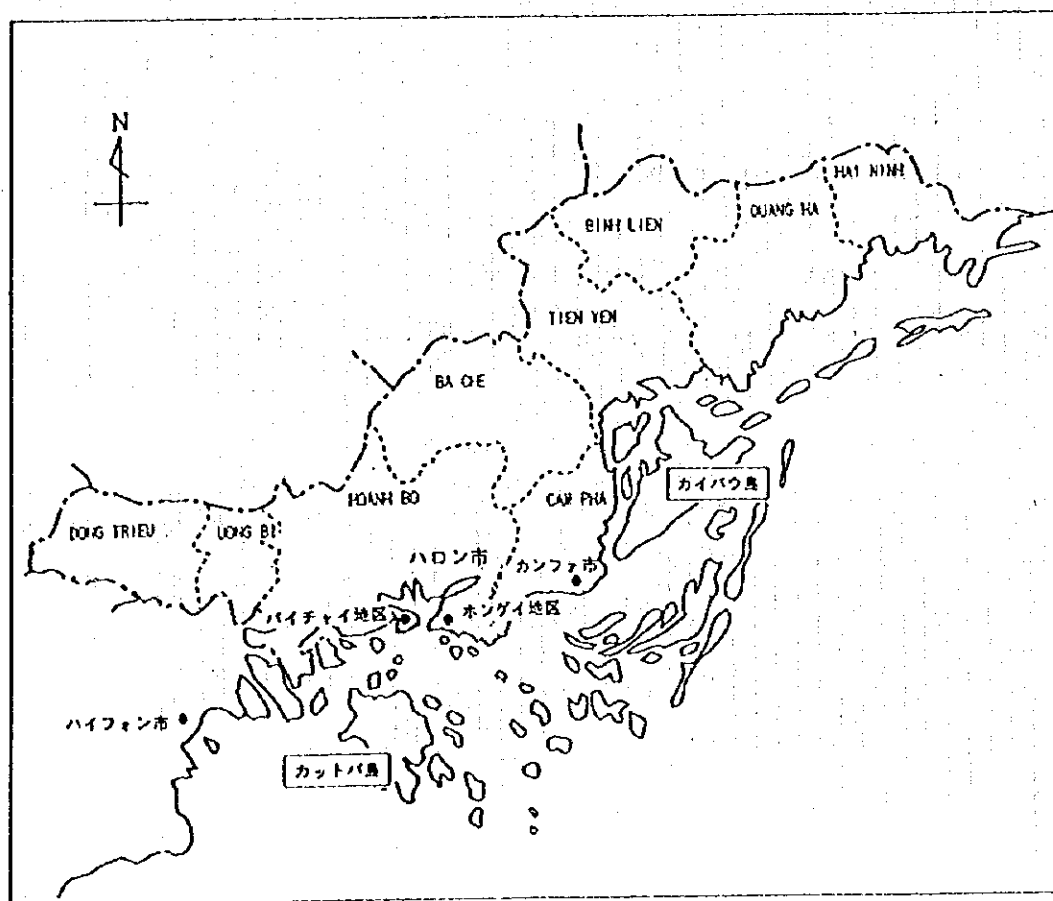 N
HAI NINH
BINH LIEN
QUANG HA
TIEN YEN
BA CHE
カイバウ島
HOANH BO
CAM PHA
DONG TRIEU
UONG BI
ハロン市
カンファ市
バイチャイ地区
ホンゲイ地区
ハイフォン市
カットバ島